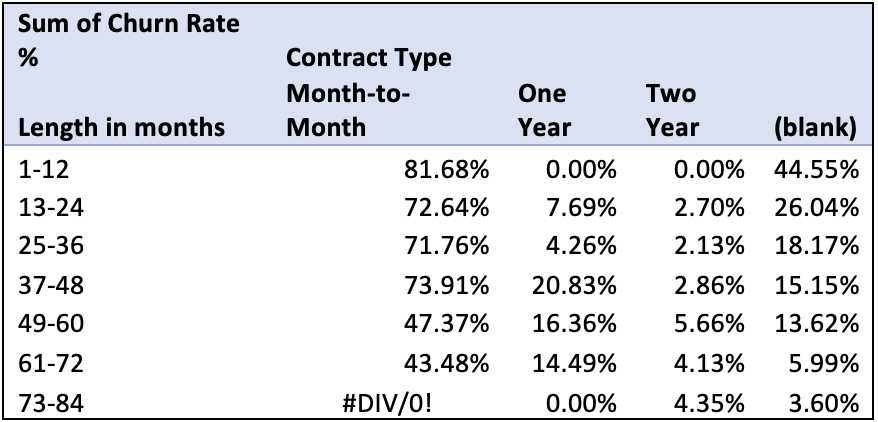 Sum of Churn Rate
% Contract Type
Month-to- One Two
Length in months Month Year Year (blank)
1-12 81.68% 0.00% 0.00% 44.55%
13-24 72.64% 7.69% 2.70% 26.04%
25-36 71.76% 4.26% 2.13% 18.17%
37-48 73.91% 20.83% 2.86% 15.15%
49-60 47.37% 16.36% 5.66% 13.62%
61-72 43.48% 14.49% 4.13% 5.99%
73-84 #DIV/0! 0.00% 4.35% 3.60%